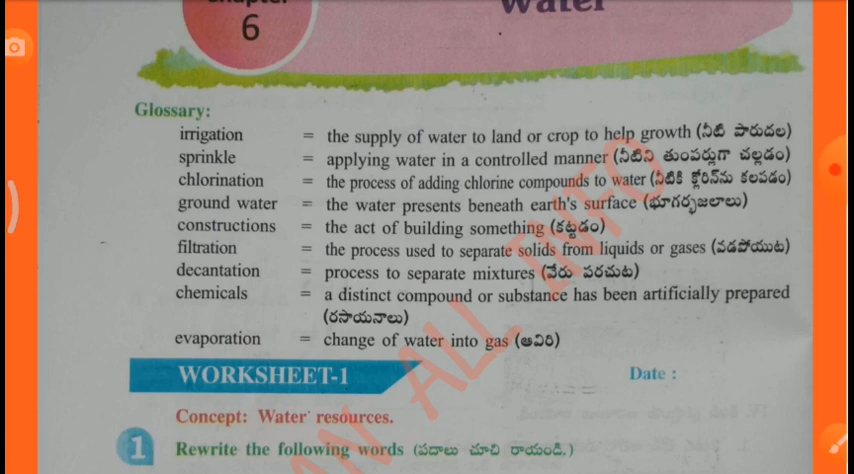 Chapter
6
Water
Glossary:
irrigation = the supply of water to land or crop to help growth (నీటి పారుదల)
sprinkle = applying water in a controlled manner (నీటిని తుంపర్లుగా చల్లడం)
chlorination = the process of adding chlorine compounds to water (నీటికి క్లోరిన్‌ను కలపడం)
ground water = the water presents beneath earth's surface (భూగర్భజలాలు)
constructions = the act of building something (కట్టడం)
filtration = the process used to separate solids from liquids or gases (వడపోయుట)
decantation = process to separate mixtures (వేరు పరచుట)
chemicals = a distinct compound or substance has been artificially prepared
(రసాయనాలు)
evaporation = change of water into gas (ఆవిరి)
WORKSHEET-1
Date :
Concept: Water resources.
1 Rewrite the following words (పదాలు చూచి రాయండి.)
AN ALL INFO